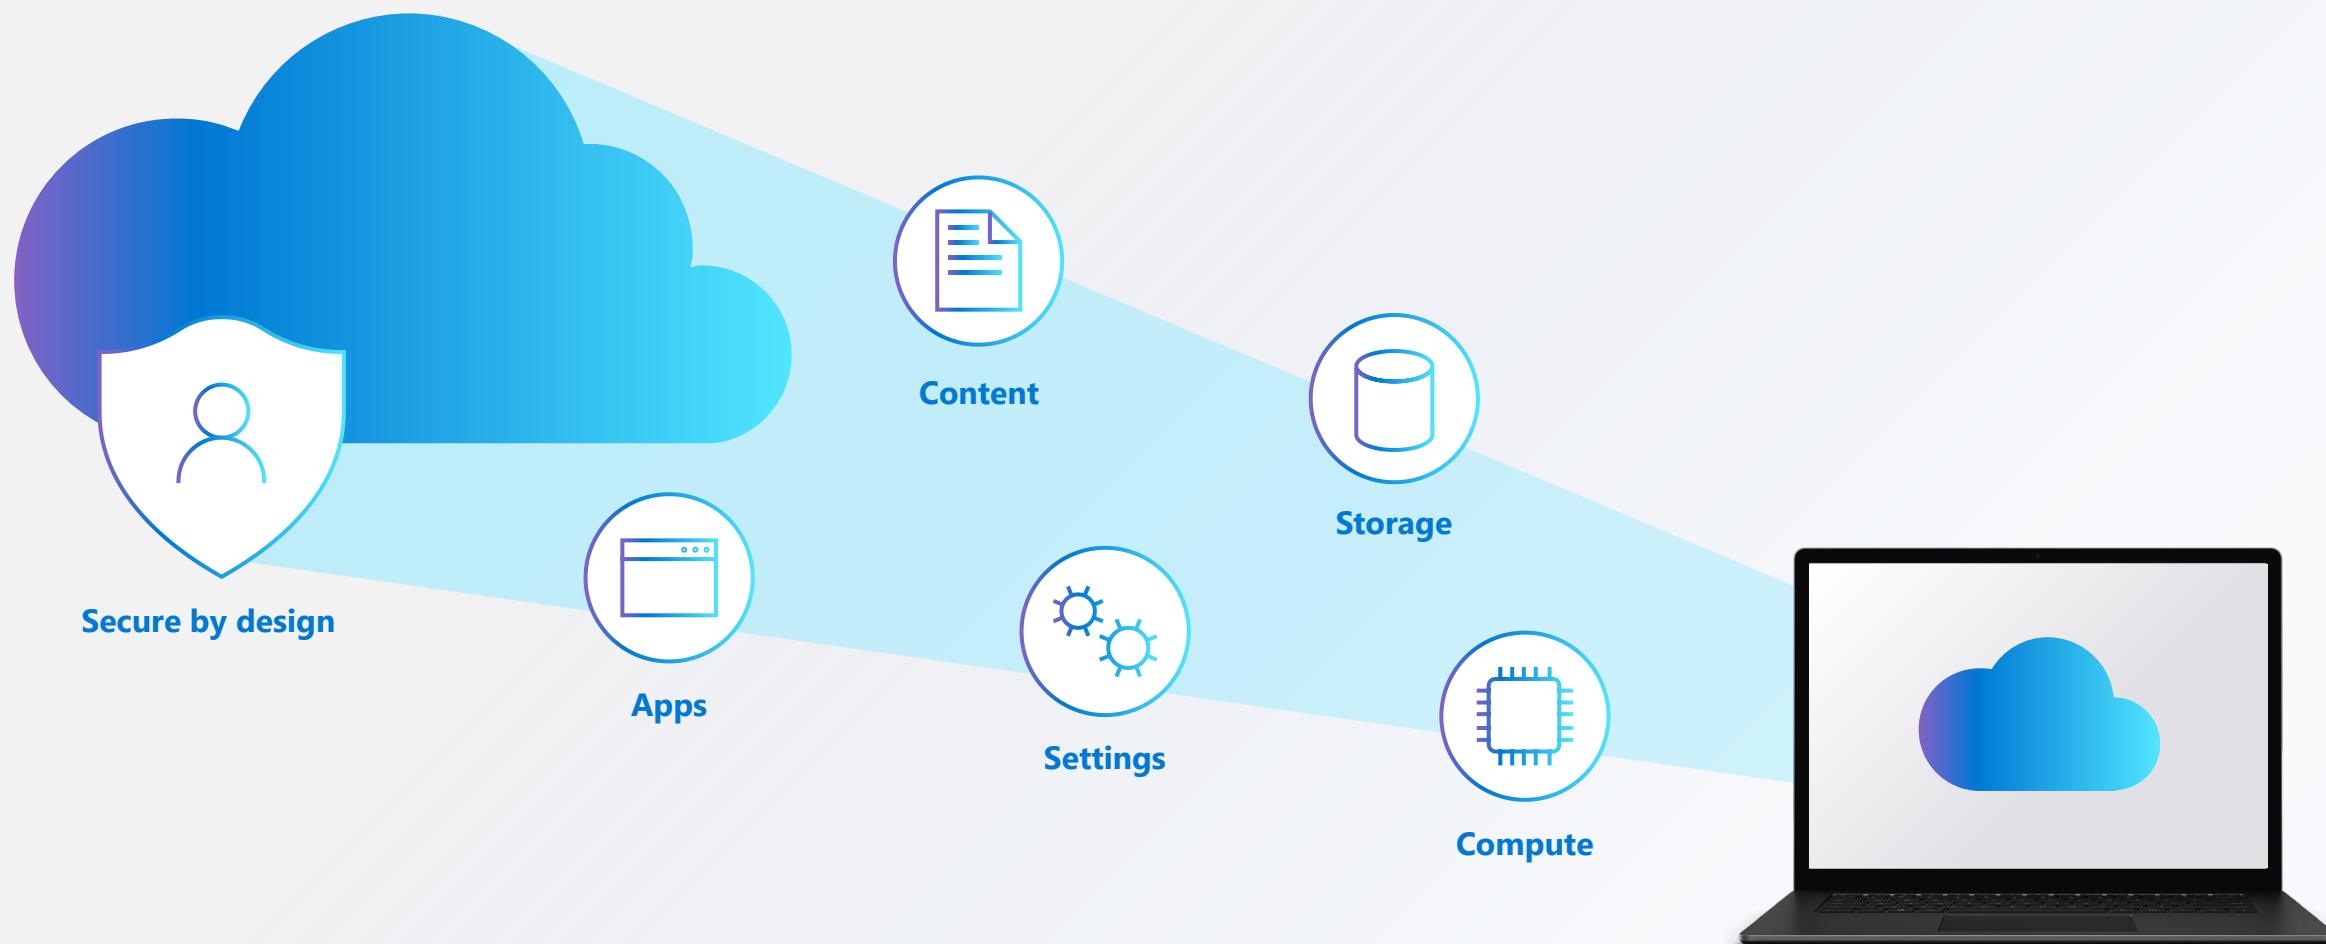 Content
Storage
Secure by design
Apps
Settings
Compute